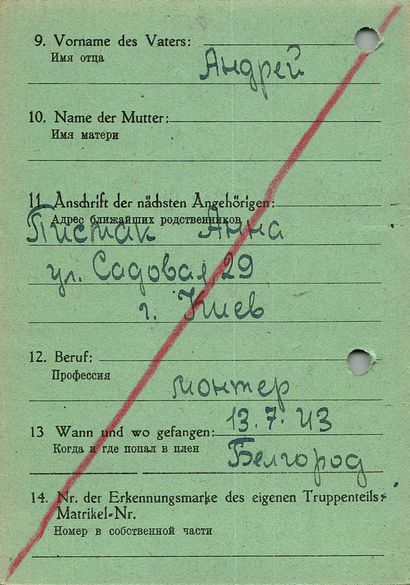 9. Vorname des Vaters:
Имя отца
Андрей
10. Name der Mutter:
Имя матери
11. Anschrift der nächsten Angehörigen:
Адрес ближайших родственников
Пистак Анна
ул. Садовая, 29
г. Киев
12. Beruf:
Профессия
монтер
13 Wann und wo gefangen: 13.7.43
Когда и где попал в плен
Белгород
14. Nr. der Erkennungsmarke des eigenen Truppenteils:
Matrikel-Nr.
Номер в собственной части